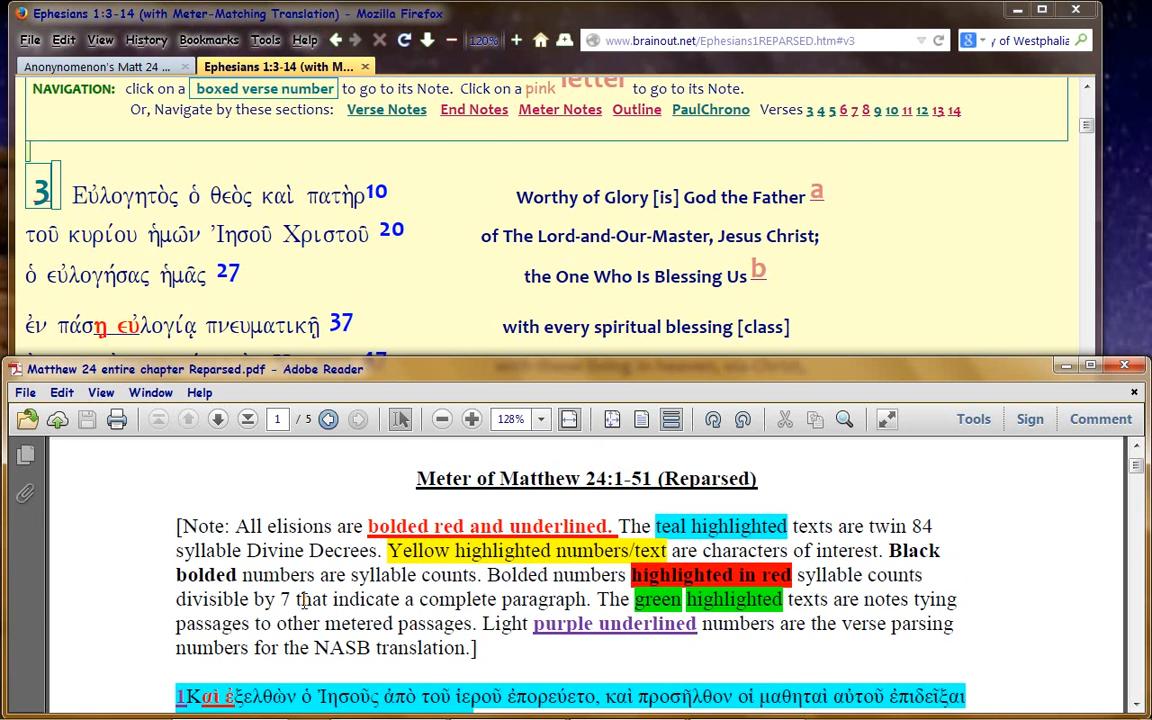 Ephesians 1:3-14 (with Meter-Matching Translation) - Mozilla Firefox
File Edit View History Bookmarks Tools Help 120% www.brainout.net/Ephesians1REPARSED.htm#v3 y of Westphalia
Anonynomenon's Matt 24 ... Ephesians 1:3-14 (with M...
NAVIGATION: click on a boxed verse number to go to its Note. Click on a pink letter to go to its Note.
Or, Navigate by these sections: Verse Notes End Notes Meter Notes Outline PaulChrono Verses 3 4 5 6 7 8 9 10 11 12 13 14
3 Εὐλογητὸς ὁ θεὸς καὶ πατὴρ10 Worthy of Glory [is] God the Father a
τοῦ κυρίου ἡμῶν Ἰησοῦ Χριστοῦ 20 of The Lord-and-Our-Master, Jesus Christ;
ὁ εὐλογήσας ἡμᾶς 27 the One Who Is Blessing Us b
ἐν πάσῃ εὐλογίᾳ πνευματικῇ 37 with every spiritual blessing [class]
Matthew 24 entire chapter Reparsed.pdf - Adobe Reader
File Edit View Window Help
1 / 5 128% Tools Sign Comment
Meter of Matthew 24:1-51 (Reparsed)
[Note: All elisions are bolded red and underlined. The teal highlighted texts are twin 84
syllable Divine Decrees. Yellow highlighted numbers/text are characters of interest. Black
bolded numbers are syllable counts. Bolded numbers highlighted in red syllable counts
divisible by 7 that indicate a complete paragraph. The green highlighted texts are notes tying
passages to other metered passages. Light purple underlined numbers are the verse parsing
numbers for the NASB translation.]
1Καὶ ἐξελθὼν ὁ Ἰησοῦς ἀπὸ τοῦ ἱεροῦ ἐπορεύετο, καὶ προσῆλθον οἱ μαθηταὶ αὐτοῦ ἐπιδεῖξαι